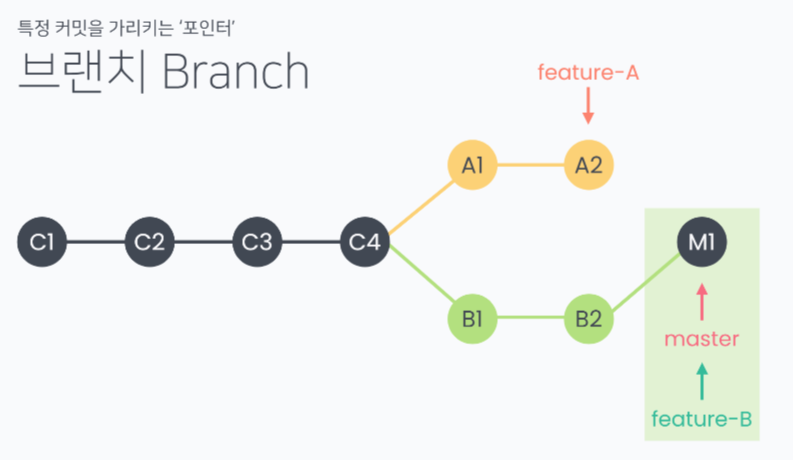 특정 커밋을 가리키는 ‘포인터’
브랜치 Branch
feature-A
A1 A2
C1 C2 C3 C4 M1
B1 B2
master
feature-B